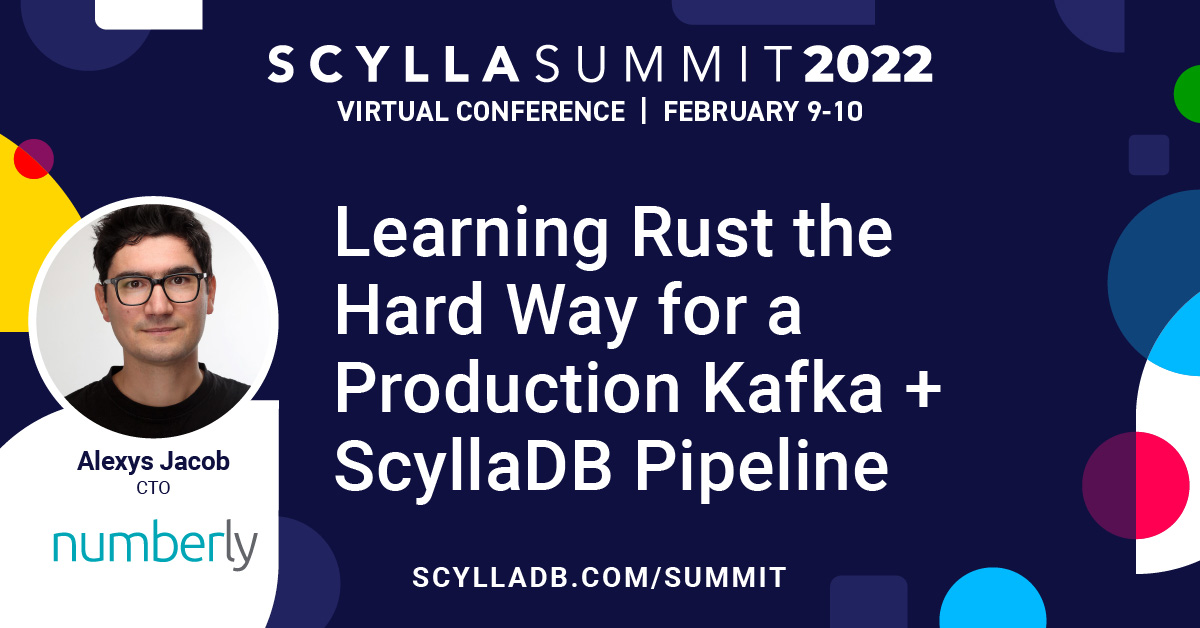 SCYLLASUMMIT2022
VIRTUAL CONFERENCE | FEBRUARY 9-10
Learning Rust the
Hard Way for a
Production Kafka +
ScyllaDB Pipeline
Alexys Jacob
CTO
numberly
SCYLLADB.COM/SUMMIT